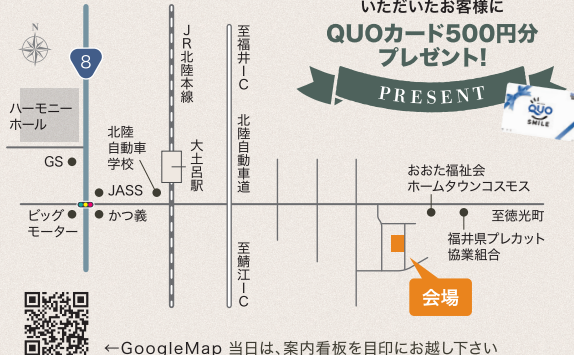 いただいたお客様に
QUOカード500円分
プレゼント!
PRESENT
QUO
SMILE
N
8
JR北陸本線
至福井IC
北陸自動車道
至鯖江IC
ハーモニー
ホール
北陸
自動車
学校
大土呂駅
GS
JASS
ビッグ
モーター
かつ義
おおた福祉会
ホームタウンコスモス
至徳光町
福井県プレカット
協業組合
会場
←GoogleMap 当日は、案内看板を目印にお越し下さい